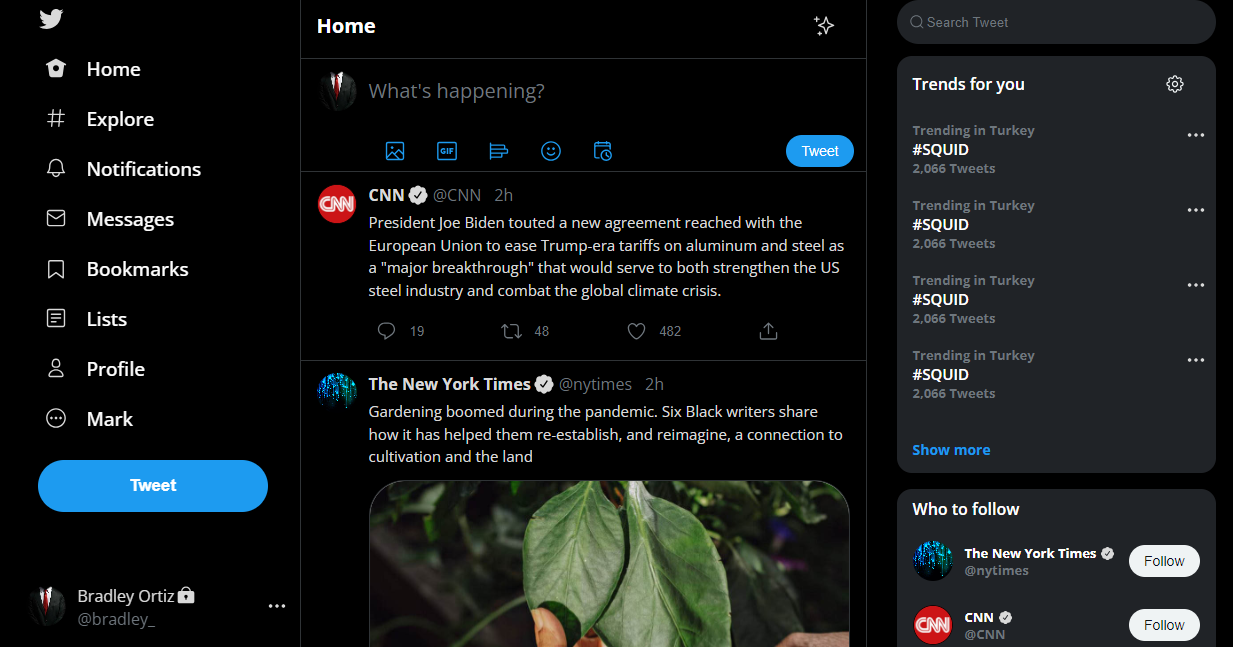 Home
Explore
Notifications
Messages
Bookmarks
Lists
Profile
Mark
Tweet
Bradley Ortiz
@bradley_
Home
What's happening?
GIF
Tweet
CNN
CNN @CNN 2h
President Joe Biden touted a new agreement reached with the
European Union to ease Trump-era tariffs on aluminum and steel as
a "major breakthrough" that would serve to both strengthen the US
steel industry and combat the global climate crisis.
19 48 482
The New York Times @nytimes 2h
Gardening boomed during the pandemic. Six Black writers share
how it has helped them re-establish, and reimagine, a connection to
cultivation and the land
Search Tweet
Trends for you
Trending in Turkey
#SQUID
2,066 Tweets
Trending in Turkey
#SQUID
2,066 Tweets
Trending in Turkey
#SQUID
2,066 Tweets
Trending in Turkey
#SQUID
2,066 Tweets
Show more
Who to follow
The New York Times
@nytimes
Follow
CNN
CNN
@CNN
Follow